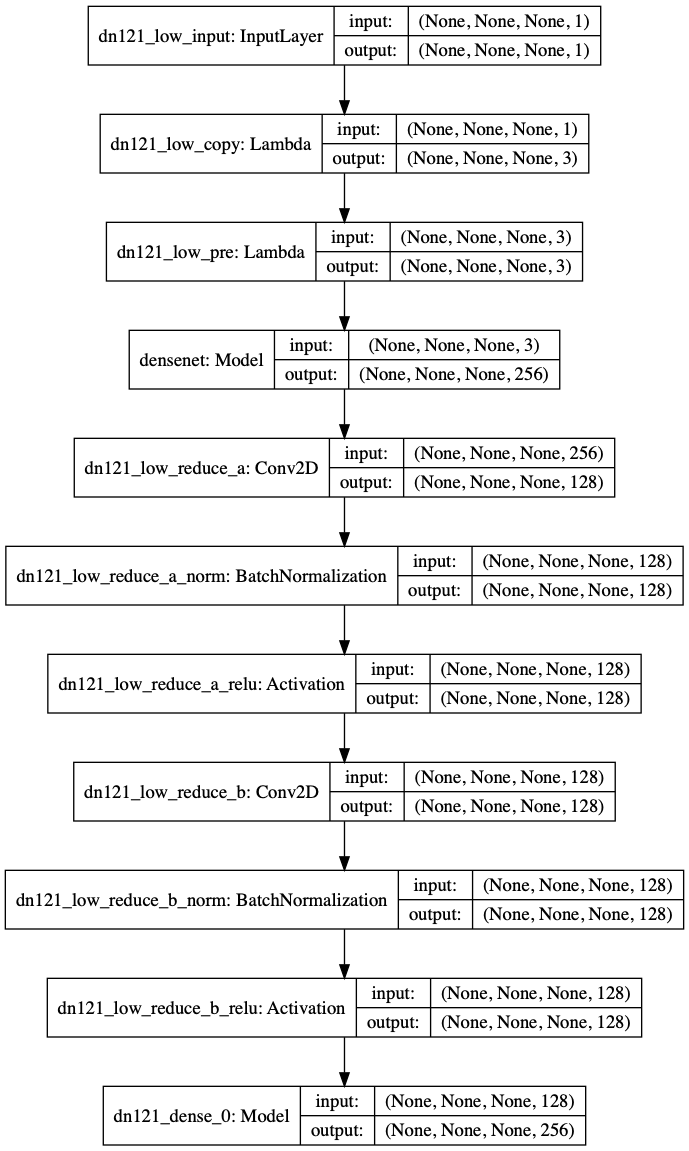 dn121_low_input: InputLayer
input: (None, None, None, 1)
output: (None, None, None, 1)
dn121_low_copy: Lambda
input: (None, None, None, 1)
output: (None, None, None, 3)
dn121_low_pre: Lambda
input: (None, None, None, 3)
output: (None, None, None, 3)
densenet: Model
input: (None, None, None, 3)
output: (None, None, None, 256)
dn121_low_reduce_a: Conv2D
input: (None, None, None, 256)
output: (None, None, None, 128)
dn121_low_reduce_a_norm: BatchNormalization
input: (None, None, None, 128)
output: (None, None, None, 128)
dn121_low_reduce_a_relu: Activation
input: (None, None, None, 128)
output: (None, None, None, 128)
dn121_low_reduce_b: Conv2D
input: (None, None, None, 128)
output: (None, None, None, 128)
dn121_low_reduce_b_norm: BatchNormalization
input: (None, None, None, 128)
output: (None, None, None, 128)
dn121_low_reduce_b_relu: Activation
input: (None, None, None, 128)
output: (None, None, None, 128)
dn121_dense_0: Model
input: (None, None, None, 128)
output: (None, None, None, 256)